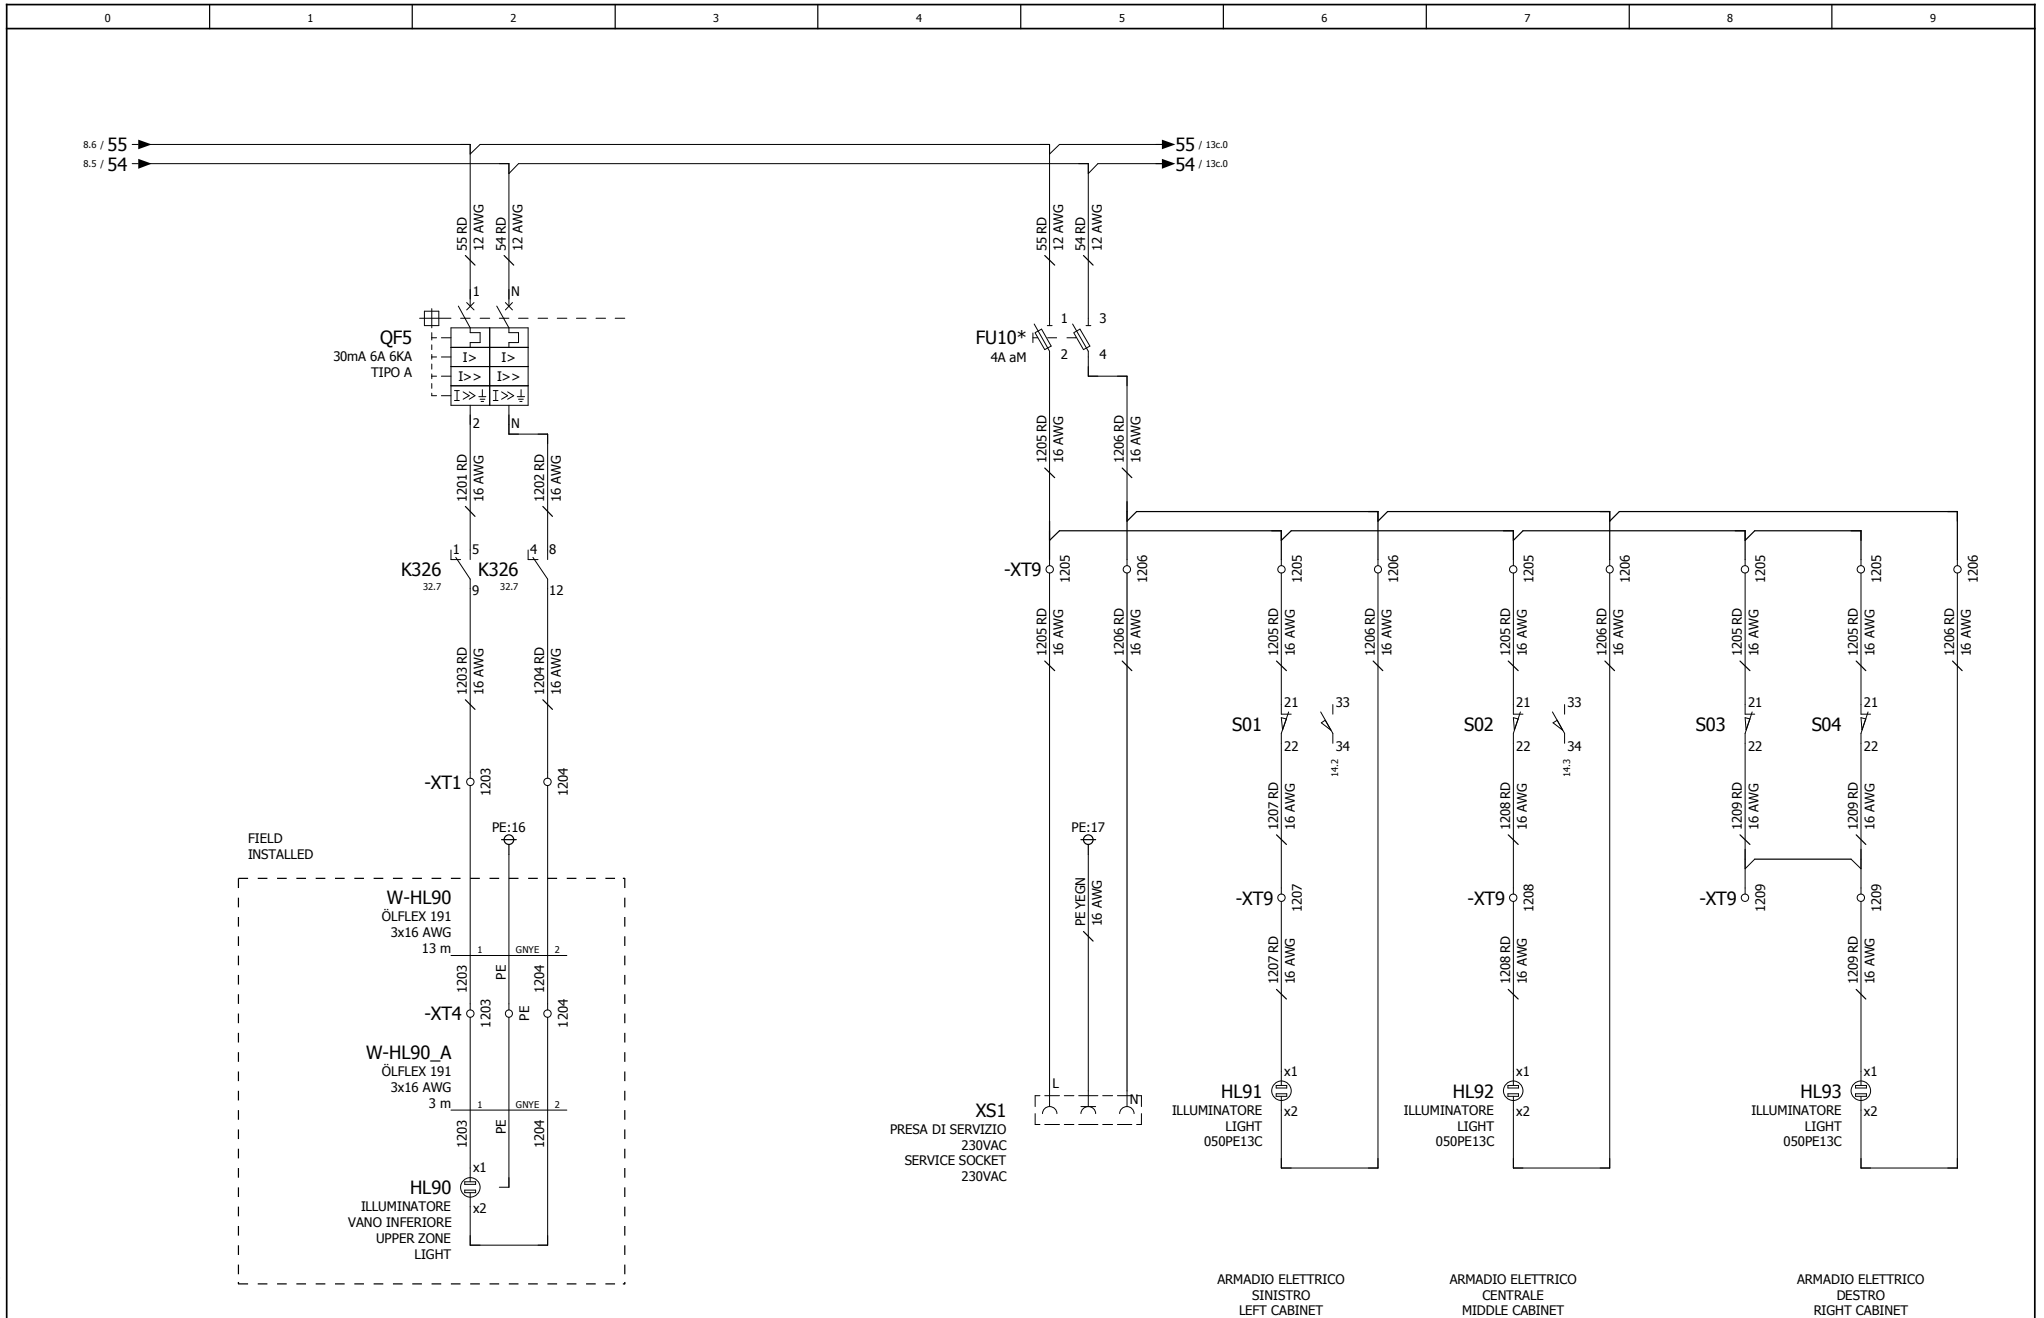 0 1 2 3 4 5 6 7 8 9
8.6 / 55
55 / 13c.0
8.5 / 54
54 / 13c.0
55 RD
12 AWG
54 RD
12 AWG
55 RD
12 AWG
54 RD
12 AWG
1
N
QF5
30mA 6A 6KA
TIPO A
I> I>
I>> I>>
I>> I>>
2
N
FU10*
4A aM
1
2
3
4
1201 RD
16 AWG
1202 RD
16 AWG
1205 RD
16 AWG
1206 RD
16 AWG
K326
32.7
1 5
9
K326
32.7
4 8
12
1203 RD
16 AWG
1204 RD
16 AWG
-XT1
1203
1204
FIELD
INSTALLED
PE:16
W-HL90
ÖLFLEX 191
3x16 AWG
13 m
1 GNYE 2
1203
PE
1204
-XT4
1203
PE
1204
W-HL90_A
ÖLFLEX 191
3x16 AWG
3 m
1 GNYE 2
1203
PE
1204
x1
HL90
x2
ILLUMINATORE
VANO INFERIORE
UPPER ZONE
LIGHT
-XT9
1205
1206
1205
1206
1205
1206
1205
1205
1206
1205 RD
16 AWG
1206 RD
16 AWG
1205 RD
16 AWG
1206 RD
16 AWG
1205 RD
16 AWG
1206 RD
16 AWG
1205 RD
16 AWG
1205 RD
16 AWG
1206 RD
16 AWG
PE:17
PE YEGN
16 AWG
L
N
XS1
PRESA DI SERVIZIO
230VAC
SERVICE SOCKET
230VAC
S01
21
22
33
34
14.2
S02
21
22
33
34
14.3
S03
21
22
S04
21
22
1207 RD
16 AWG
1208 RD
16 AWG
1209 RD
16 AWG
1209 RD
16 AWG
-XT9
1207
-XT9
1208
-XT9
1209
1209
1207 RD
16 AWG
1208 RD
16 AWG
1209 RD
16 AWG
x1
HL91
x2
ILLUMINATORE
LIGHT
050PE13C
x1
HL92
x2
ILLUMINATORE
LIGHT
050PE13C
x1
HL93
x2
ILLUMINATORE
LIGHT
050PE13C
ARMADIO ELETTRICO
SINISTRO
LEFT CABINET
ARMADIO ELETTRICO
CENTRALE
MIDDLE CABINET
ARMADIO ELETTRICO
DESTRO
RIGHT CABINET